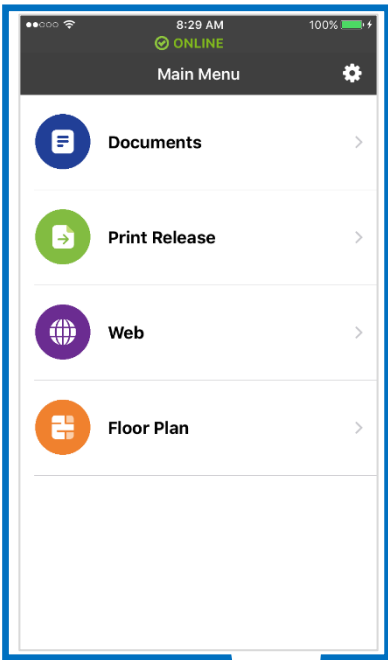 8:29 AM 100%
ONLINE
Main Menu
Documents
Print Release
Web
Floor Plan